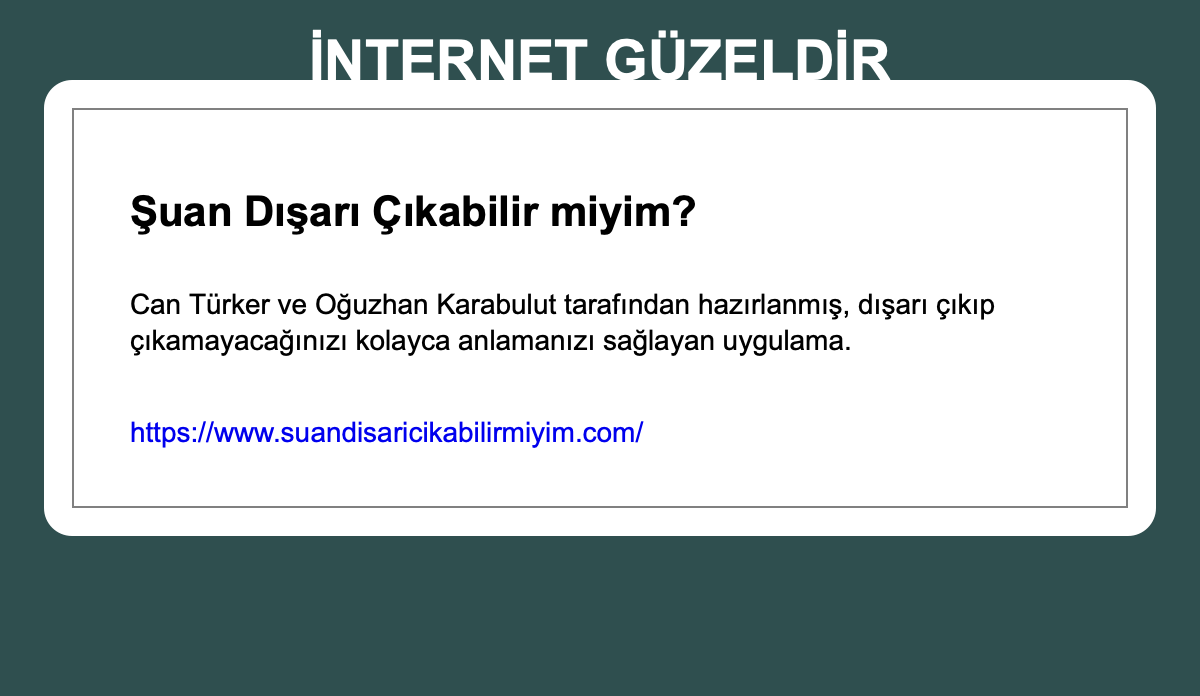 İNTERNET GÜZELDİR
Şuan Dışarı Çıkabilir miyim?
Can Türker ve Oğuzhan Karabulut tarafından hazırlanmış, dışarı çıkıp
çıkamayacağınızı kolayca anlamanızı sağlayan uygulama.
https://www.suandisaricikabilirmiyim.com/